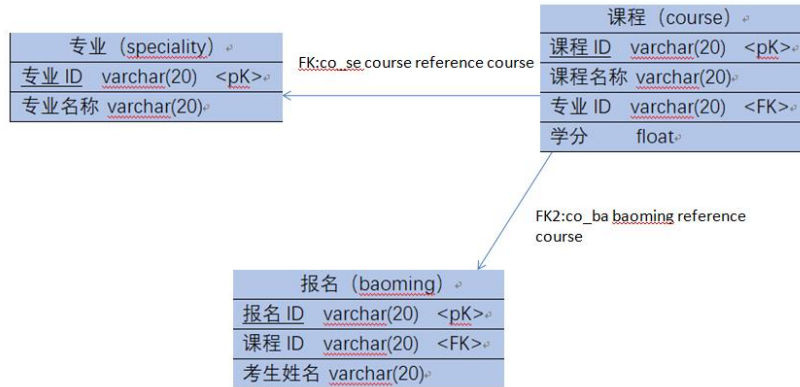 专业（speciality）
专业 ID varchar(20) <pK>
专业名称 varchar(20)
FK:co_se course reference course
课程（course）
课程 ID varchar(20) <pK>
课程名称 varchar(20)
专业 ID varchar(20) <FK>
学分 float
FK2:co_ba baoming reference
course
报名（baoming）
报名 ID varchar(20) <pK>
课程 ID varchar(20) <FK>
考生姓名 varchar(20)